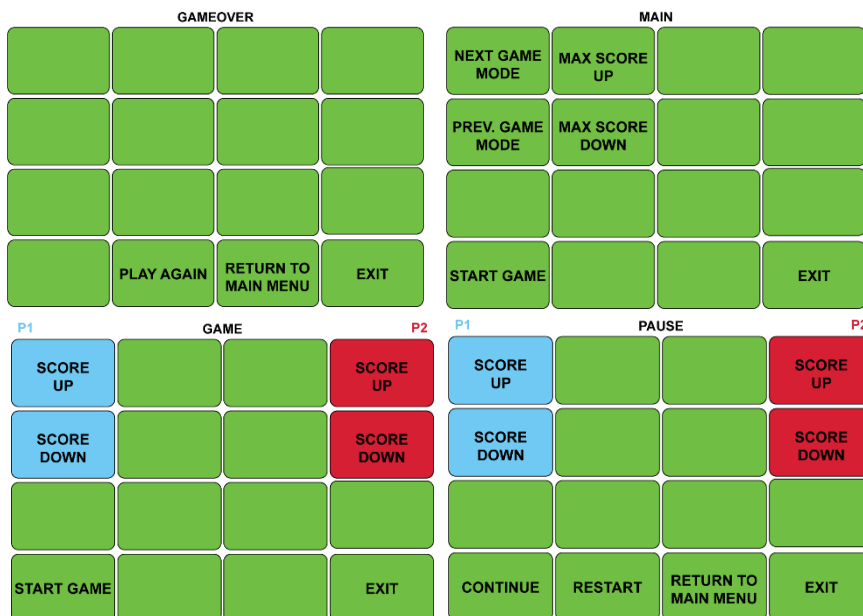 GAMEOVER
PLAY AGAIN
RETURN TO
MAIN MENU
EXIT
MAIN
NEXT GAME
MODE
MAX SCORE
UP
PREV. GAME
MODE
MAX SCORE
DOWN
START GAME
EXIT
P1
GAME
P2
SCORE
UP
SCORE
UP
SCORE
DOWN
SCORE
DOWN
START GAME
EXIT
P1
PAUSE
P2
SCORE
UP
SCORE
UP
SCORE
DOWN
SCORE
DOWN
CONTINUE
RESTART
RETURN TO
MAIN MENU
EXIT